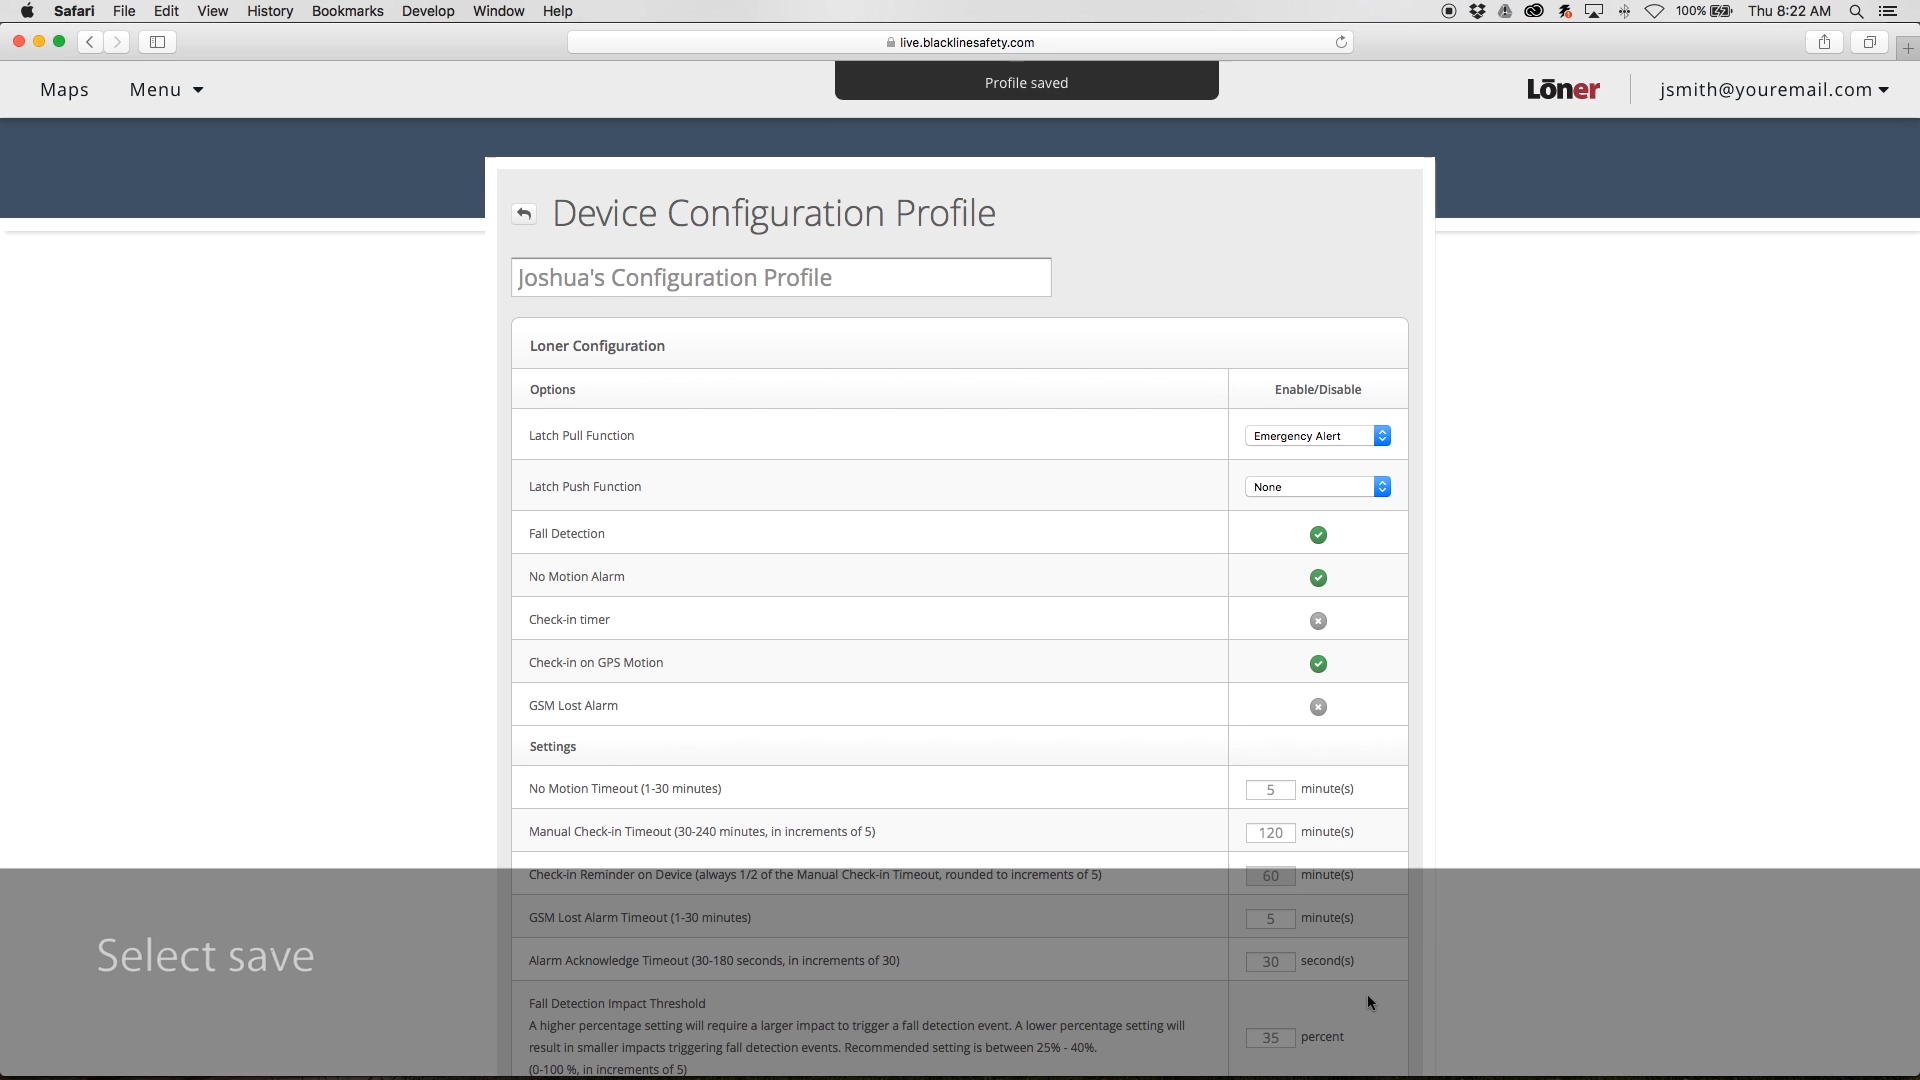 Safari File Edit View History Bookmarks Develop Window Help 100% Thu 8:22 AM
live.blacklinesafety.com
Maps Menu Profile saved Lōner jsmith@youremail.com
Device Configuration Profile
Joshua's Configuration Profile
Loner Configuration
Options Enable/Disable
Latch Pull Function Emergency Alert
Latch Push Function None
Fall Detection
No Motion Alarm
Check-in timer
Check-in on GPS Motion
GSM Lost Alarm
Settings
No Motion Timeout (1-30 minutes) 5 minute(s)
Manual Check-in Timeout (30-240 minutes, in increments of 5) 120 minute(s)
Check-in Reminder on Device (always 1/2 of the Manual Check-in Timeout, rounded to increments of 5) 60 minute(s)
GSM Lost Alarm Timeout (1-30 minutes) 5 minute(s)
Select save
Alarm Acknowledge Timeout (30-180 seconds, in increments of 30) 30 second(s)
Fall Detection Impact Threshold
A higher percentage setting will require a larger impact to trigger a fall detection event. A lower percentage setting will
result in smaller impacts triggering fall detection events. Recommended setting is between 25% - 40%.
35 percent
(0-100 %, in increments of 5)